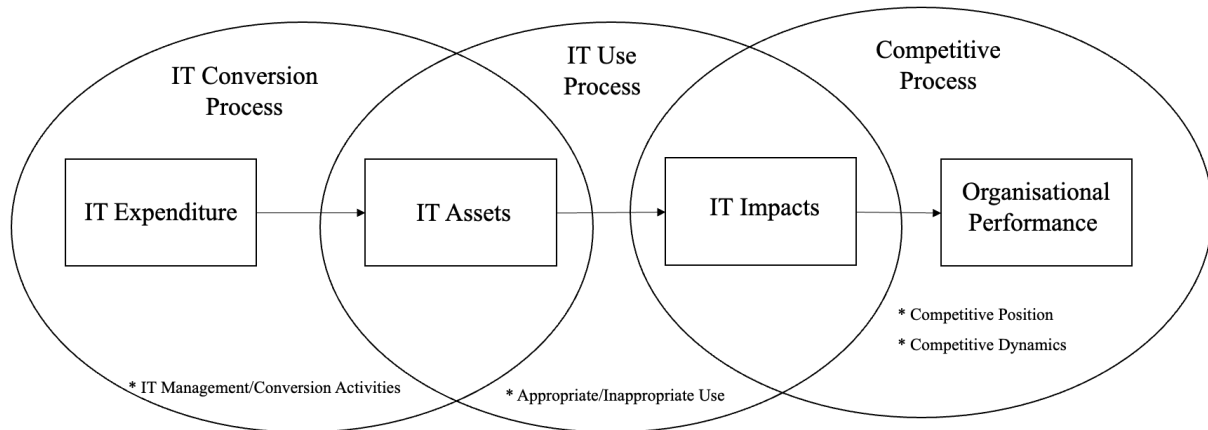 IT Conversion
Process
IT Use
Process
Competitive
Process
IT Expenditure
IT Assets
IT Impacts
Organisational
Performance
* Competitive Position
* Competitive Dynamics
* IT Management/Conversion Activities
* Appropriate/Inappropriate Use